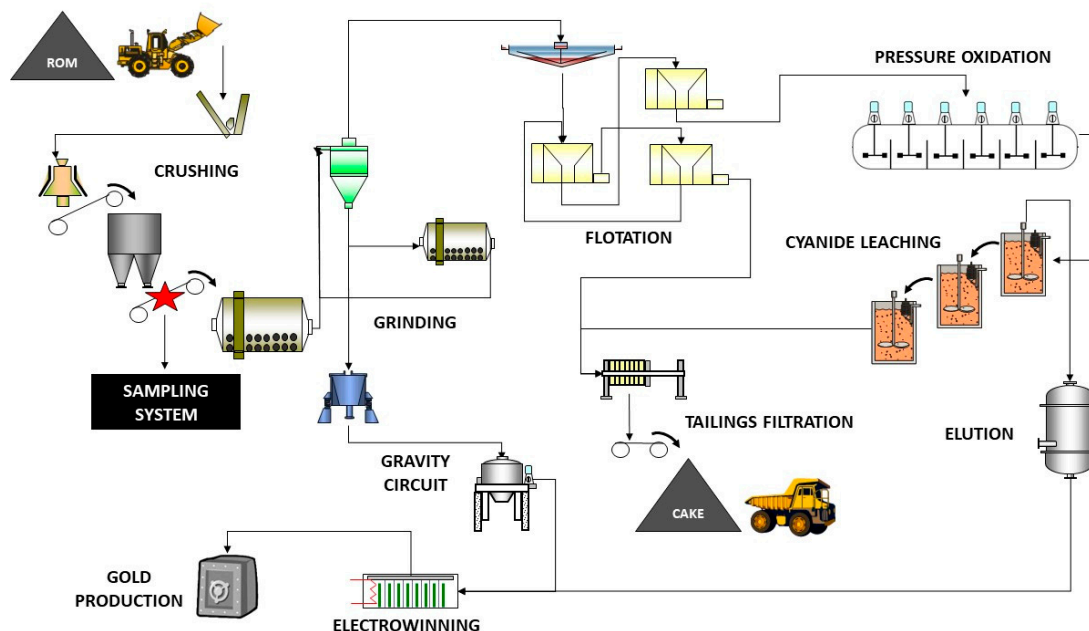 ROM
PRESSURE OXIDATION
CRUSHING
CYANIDE LEACHING
FLOTATION
GRINDING
SAMPLING
SYSTEM
TAILINGS FILTRATION
ELUTION
GRAVITY
CIRCUIT
CAKE
GOLD
PRODUCTION
ELECTROWINNING